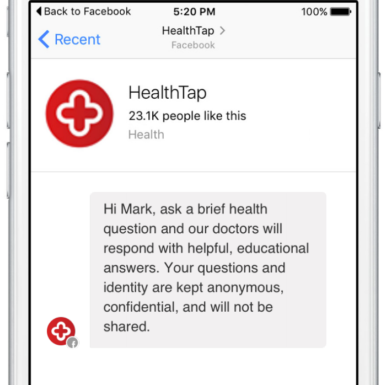 Back to Facebook 5:20 PM 100%
Recent HealthTap >
Facebook
HealthTap
23.1K people like this
Health
Hi Mark, ask a brief health
question and our doctors will
respond with helpful, educational
answers. Your questions and
identity are kept anonymous,
confidential, and will not be
shared.